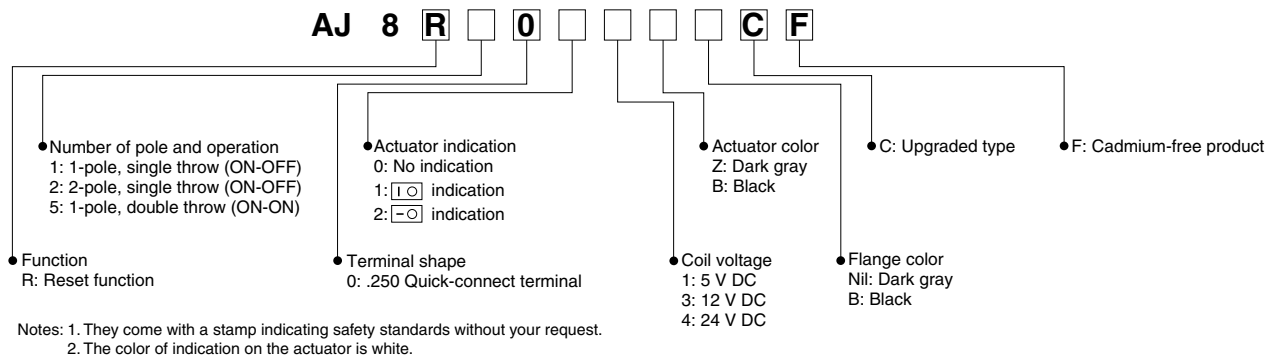 AJ 8 R 0 C F
Number of pole and operation
1: 1-pole, single throw (ON-OFF)
2: 2-pole, single throw (ON-OFF)
5: 1-pole, double throw (ON-ON)
Actuator indication
0: No indication
1: I O indication
2: – O indication
Actuator color
Z: Dark gray
B: Black
C: Upgraded type
F: Cadmium-free product
Function
R: Reset function
Terminal shape
0: .250 Quick-connect terminal
Coil voltage
1: 5 V DC
3: 12 V DC
4: 24 V DC
Flange color
Nil: Dark gray
B: Black
Notes: 1. They come with a stamp indicating safety standards without your request.
2. The color of indication on the actuator is white.